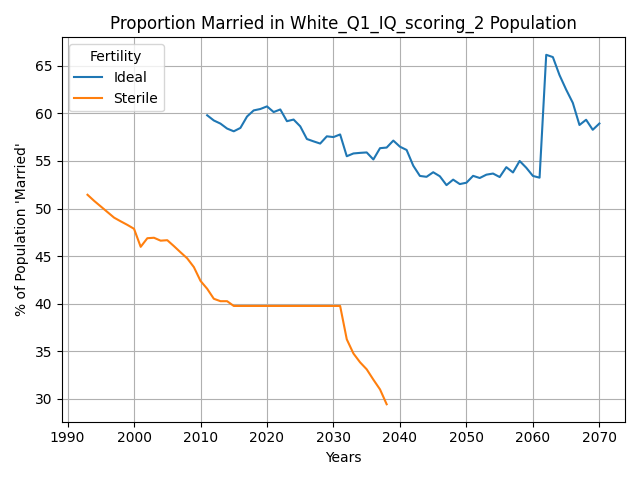 Proportion Married in White_Q1_IQ_scoring_2 Population
Fertility
Ideal
Sterile
% of Population 'Married'
65
60
55
50
45
40
35
30
1990
2000
2010
2020
2030
2040
2050
2060
2070
Years